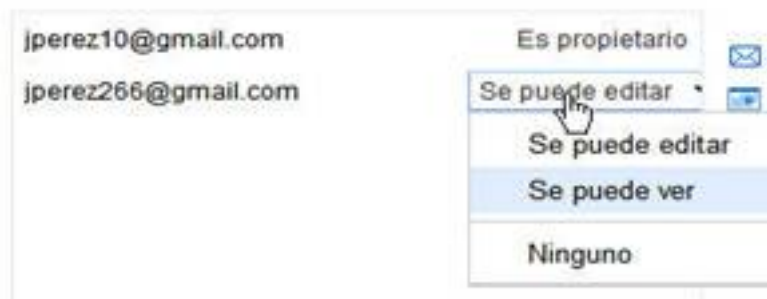 jperez10@gmail.com Es propietario
jperez266@gmail.com Se puede editar
Se puede editar
Se puede ver
Ninguno